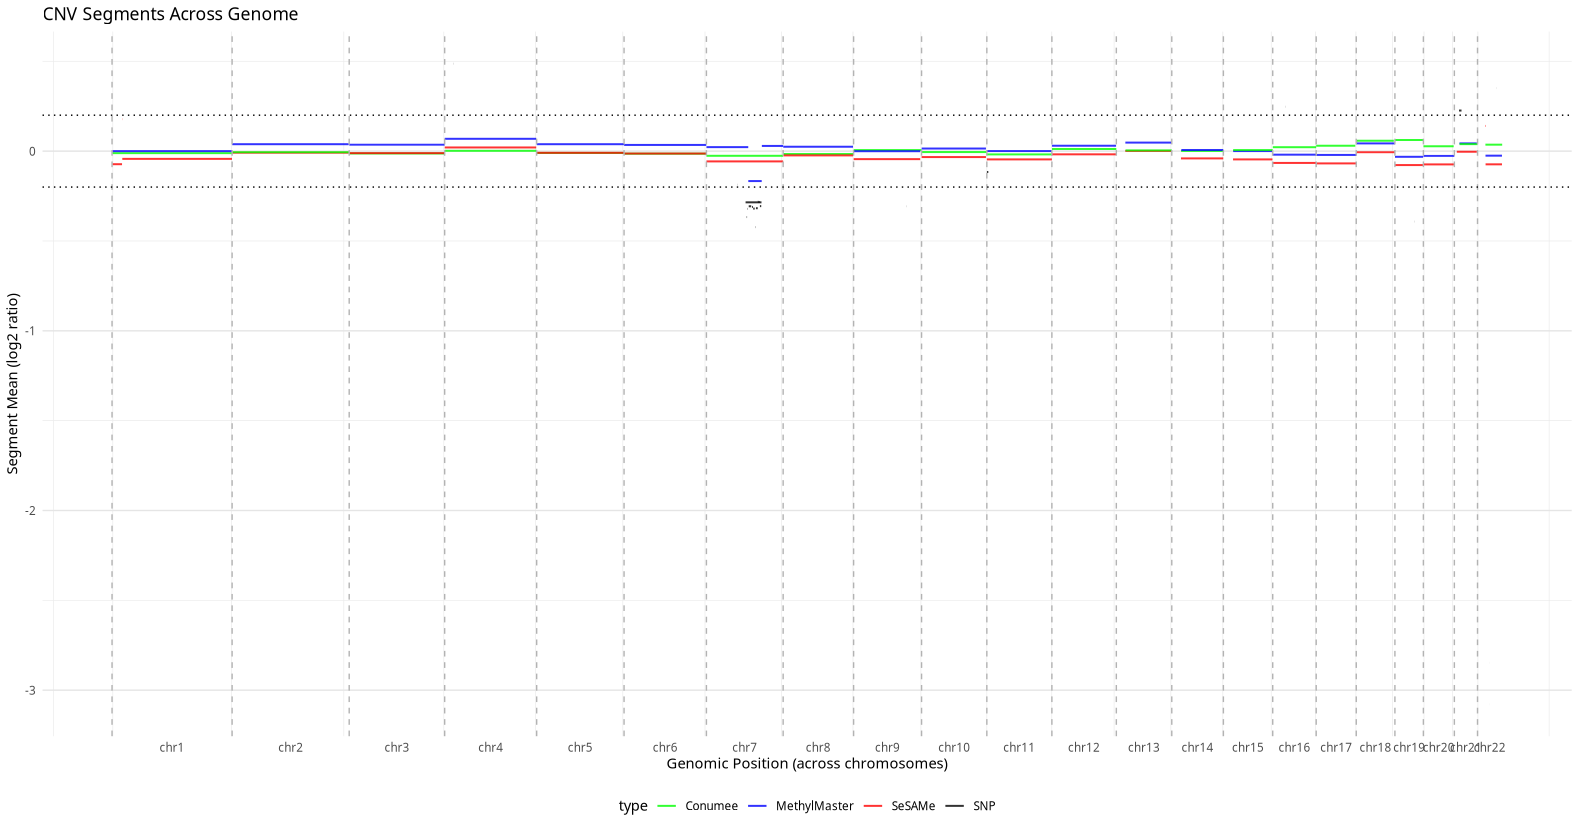 CNV Segments Across Genome
Segment Mean (log2 ratio)
0
-1
-2
-3
chr1 chr2 chr3 chr4 chr5 chr6 chr7 chr8 chr9 chr10 chr11 chr12 chr13 chr14 chr15 chr16 chr17 chr18 chr19 chr20 chr21 chr22
Genomic Position (across chromosomes)
type Conumee MethylMaster SeSAMe SNP